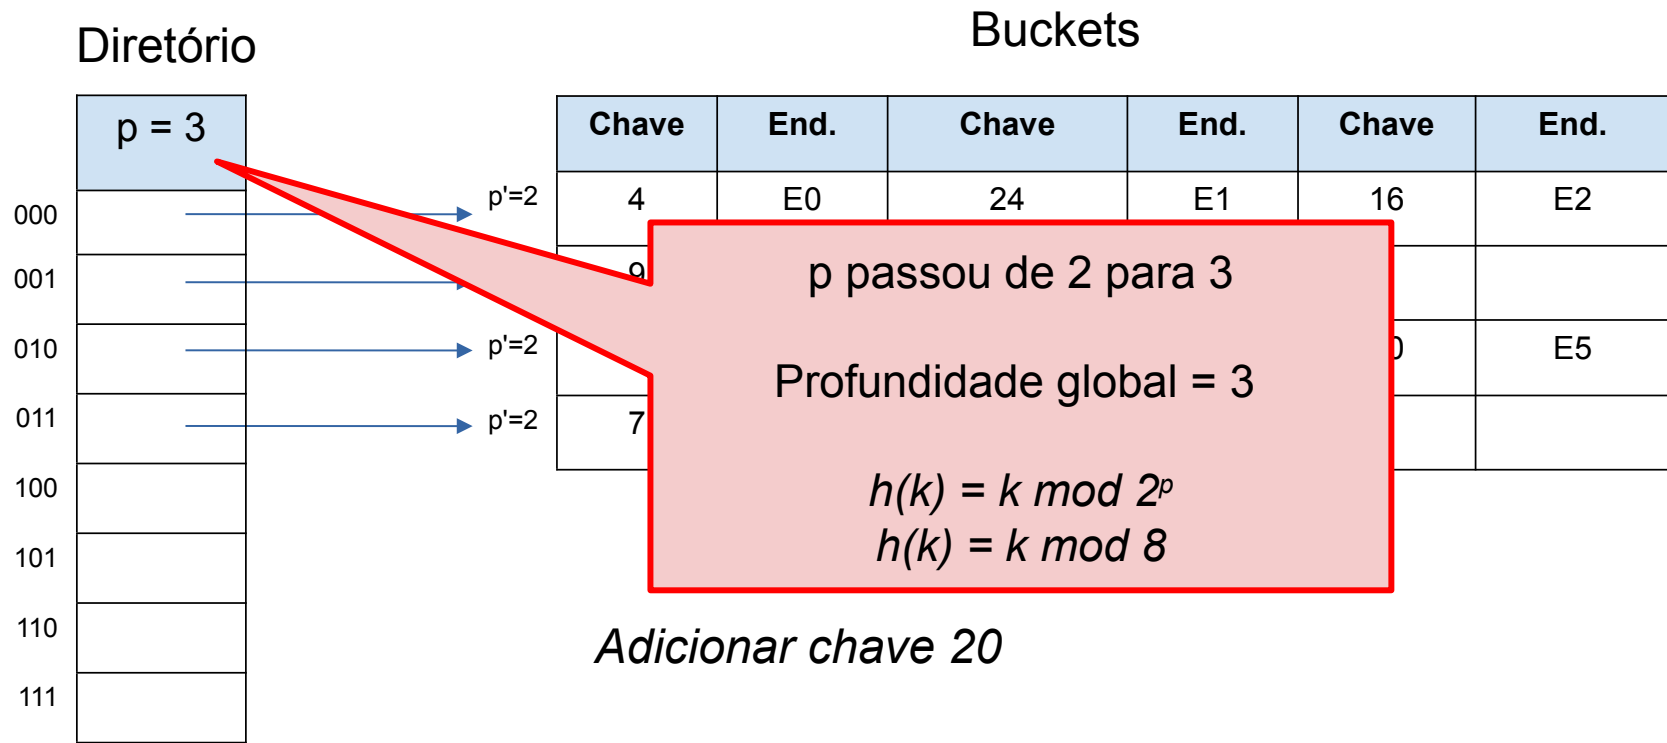 Diretório
Buckets
p = 3
Chave End. Chave End. Chave End.
000 p'=2 4 E0 24 E1 16 E2
001 9
010 p'=2 E5
011 p'=2 7
100
101
110
111
p passou de 2 para 3
Profundidade global = 3
h(k) = k mod 2ᵖ
h(k) = k mod 8
Adicionar chave 20